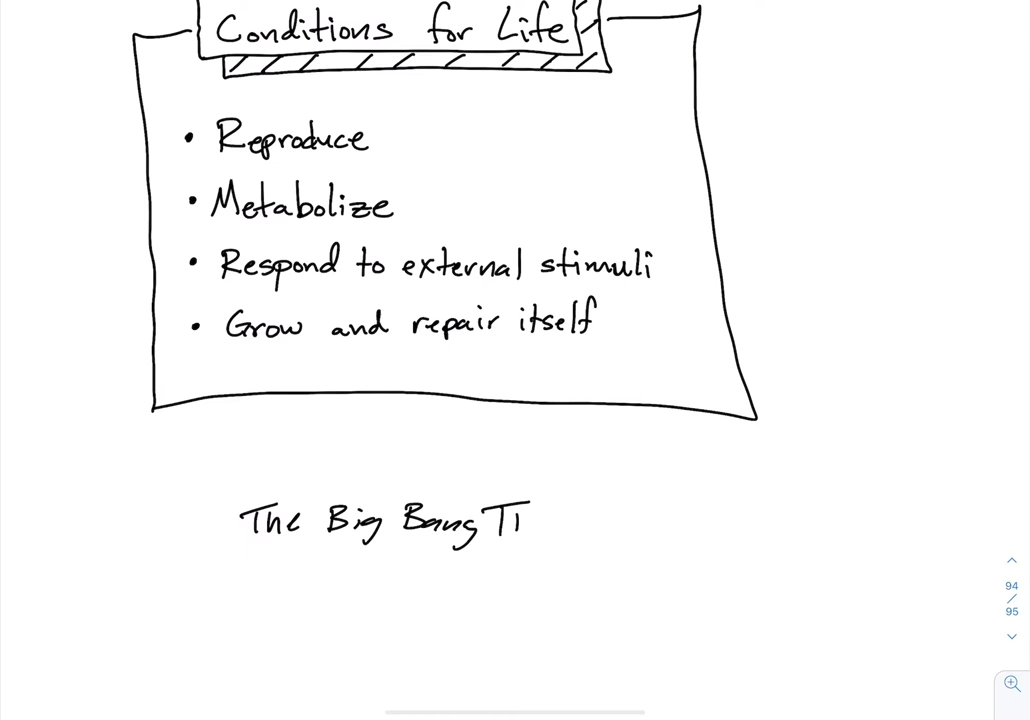 Conditions for Life
• Reproduce
• Metabolize
• Respond to external stimuli
• Grow and repair itself
The Big Bang T
94
/
95